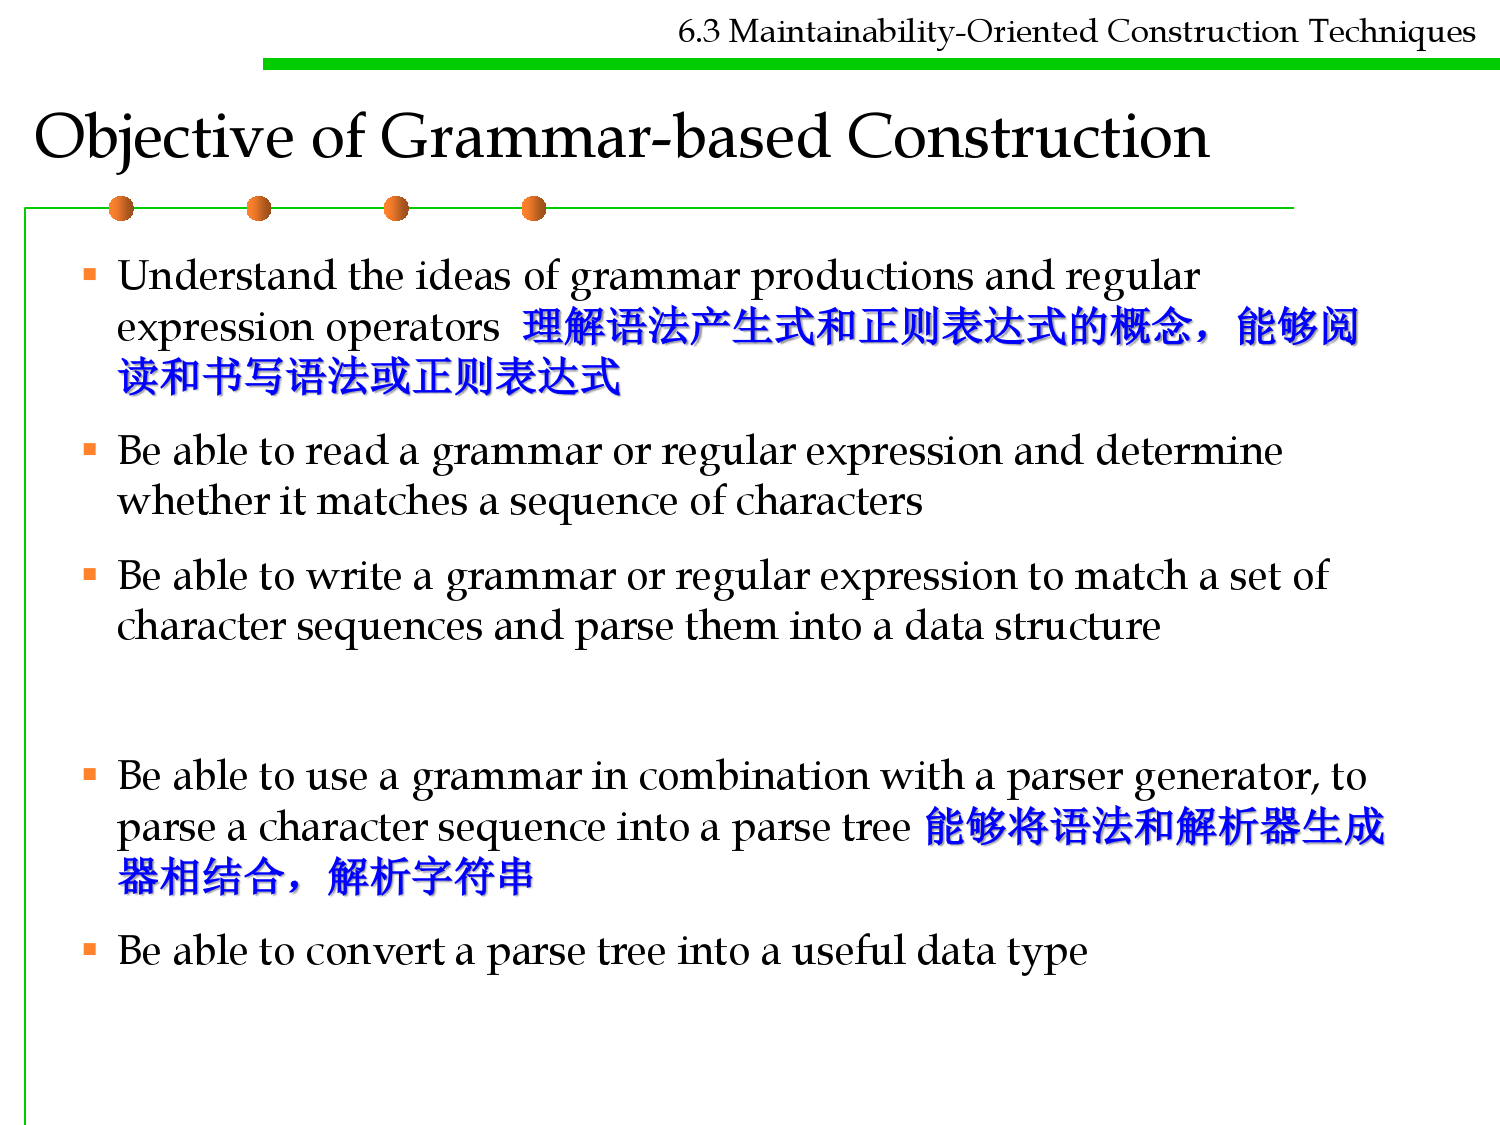 6.3 Maintainability-Oriented Construction Techniques
Objective of Grammar-based Construction
▪ Understand the ideas of grammar productions and regular
expression operators 理解语法产生式和正则表达式的概念，能够阅
读和书写语法或正则表达式
▪ Be able to read a grammar or regular expression and determine
whether it matches a sequence of characters
▪ Be able to write a grammar or regular expression to match a set of
character sequences and parse them into a data structure
▪ Be able to use a grammar in combination with a parser generator, to
parse a character sequence into a parse tree 能够将语法和解析器生成
器相结合，解析字符串
▪ Be able to convert a parse tree into a useful data type